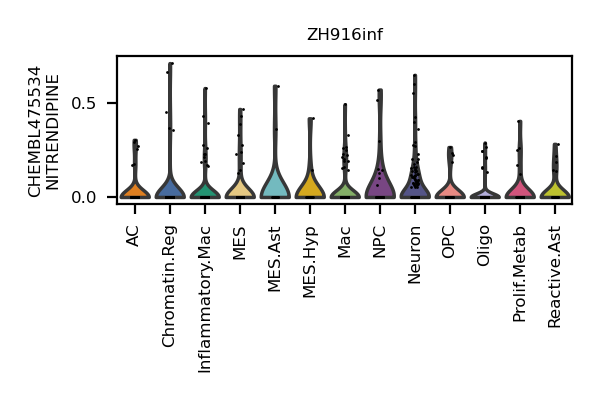 ZH916inf
CHEMBL475534
NITRENDIPINE
0.5
0.0
AC
Chromatin.Reg
Inflammatory.Mac
MES
MES.Ast
MES.Hyp
Mac
NPC
Neuron
OPC
Oligo
Prolif.Metab
Reactive.Ast